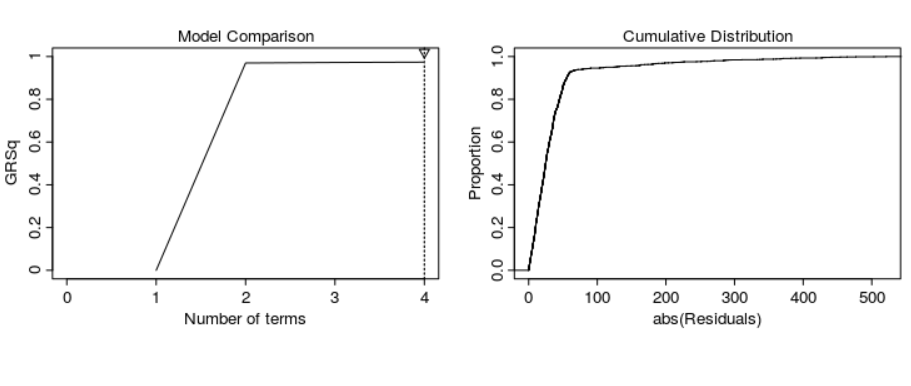 Model Comparison
GRSq
1
0.8
0.6
0.4
0.2
0
0 1 2 3 4
Number of terms
Cumulative Distribution
Proportion
1.0
0.8
0.6
0.4
0.2
0.0
0 100 200 300 400 500
abs(Residuals)